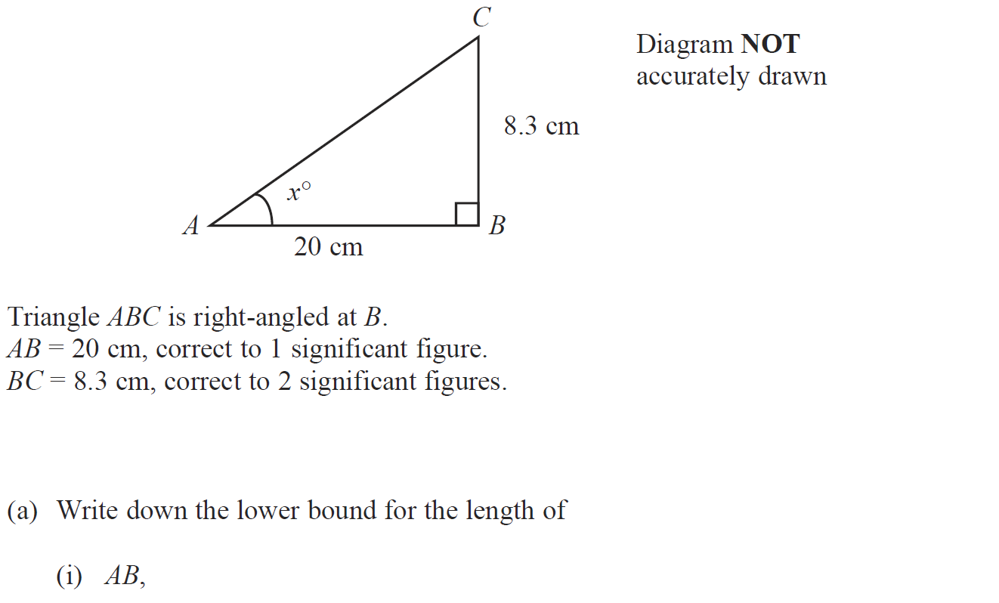 C
Diagram NOT
accurately drawn
8.3 cm
x°
A
B
20 cm
Triangle ABC is right-angled at B.
AB = 20 cm, correct to 1 significant figure.
BC = 8.3 cm, correct to 2 significant figures.
(a) Write down the lower bound for the length of
(i) AB,